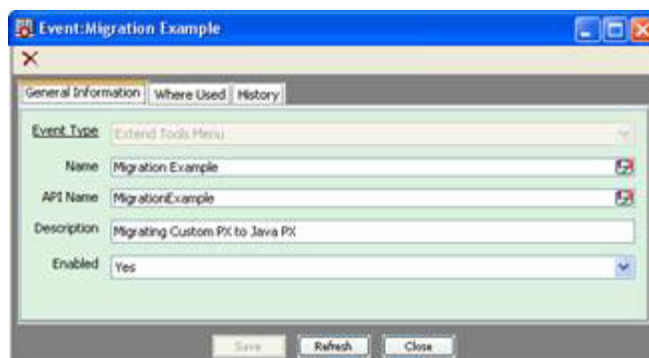 Event:Migration Example
General Information Where Used History
Event Type Extend Tools Menu
Name Migration Example
API Name MigrationExample
Description Migrating Custom PX to Java PX
Enabled Yes
Save Refresh Close